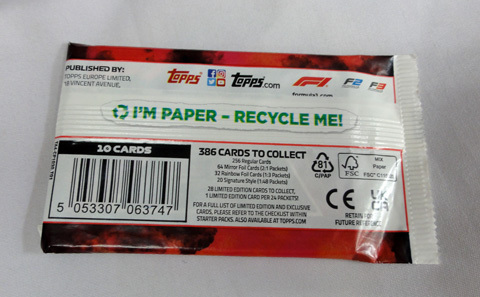 PUBLISHED BY:
TOPPS EUROPE LIMITED,
18 VINCENT AVENUE,
Topps
Topps.com
F1
F2
F3
formula1.com
I'M PAPER - RECYCLE ME!
10 CARDS
5 053307 063747
386 CARDS TO COLLECT
256 Regular Cards
64 Mirror Foil Cards (2:1 Packets)
32 Rainbow Foil Cards (1:3 Packets)
20 Signature Style (1:48 Packets)
28 LIMITED EDITION CARDS TO COLLECT,
1 LIMITED EDITION CARD PER 24 PACKETS!
FOR A FULL LIST OF LIMITED EDITION AND EXCLUSIVE
CARDS, PLEASE REFER TO THE CHECKLIST WITHIN
STARTER PACKS. ALSO AVAILABLE AT TOPPS.COM
81
C/PAP
FSC
MIX
Paper
CE
UK
CA
RETAIN FOR
FUTURE REFERENCE.